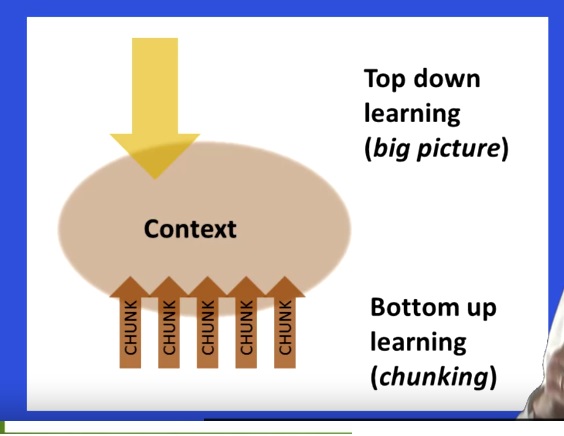 Top down
learning
(big picture)
Context
CHUNK
CHUNK
CHUNK
CHUNK
CHUNK
Bottom up
learning
(chunking)